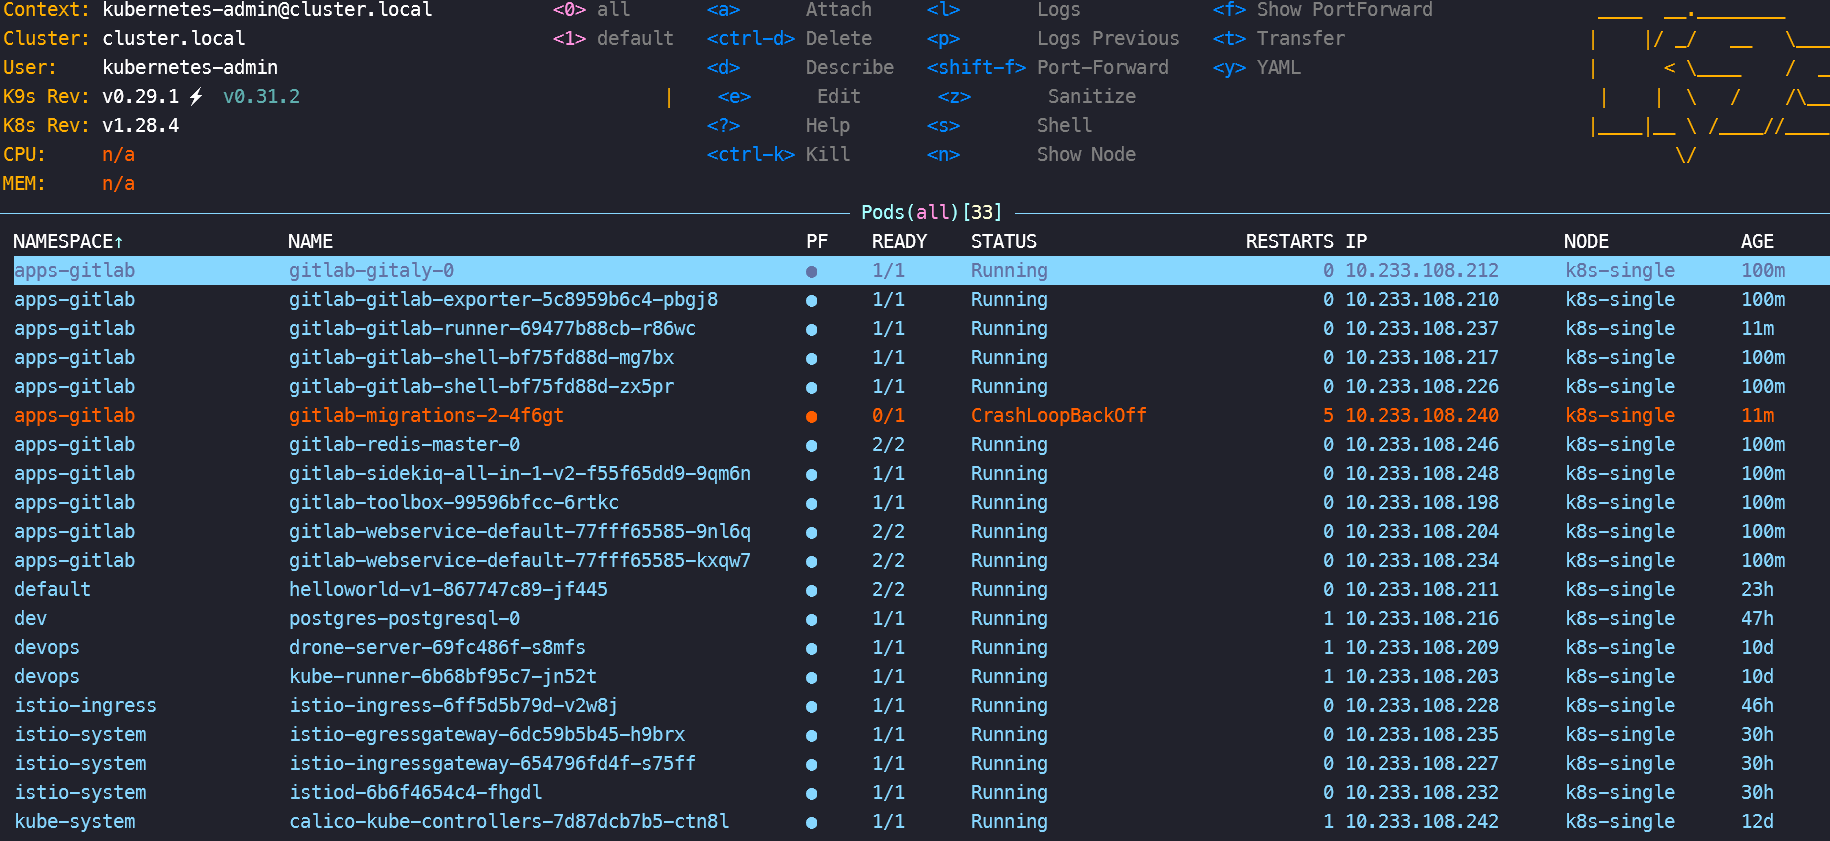 Context: kubernetes-admin@cluster.local <0> all <a> Attach <l> Logs <f> Show PortForward
Cluster: cluster.local <1> default <ctrl-d> Delete <p> Logs Previous <t> Transfer
User: kubernetes-admin <d> Describe <shift-f> Port-Forward <y> YAML
K9s Rev: v0.29.1 ⚡ v0.31.2 <e> Edit <z> Sanitize
K8s Rev: v1.28.4 <?> Help <s> Shell
CPU: n/a <ctrl-k> Kill <n> Show Node
MEM: n/a
Pods(all)[33]
NAMESPACE↑ NAME PF READY STATUS RESTARTS IP NODE AGE
apps-gitlab gitlab-gitaly-0 ● 1/1 Running 0 10.233.108.212 k8s-single 100m
apps-gitlab gitlab-gitlab-exporter-5c8959b6c4-pbgj8 ● 1/1 Running 0 10.233.108.210 k8s-single 100m
apps-gitlab gitlab-gitlab-runner-69477b88cb-r86wc ● 1/1 Running 0 10.233.108.237 k8s-single 11m
apps-gitlab gitlab-gitlab-shell-bf75fd88d-mg7bx ● 1/1 Running 0 10.233.108.217 k8s-single 100m
apps-gitlab gitlab-gitlab-shell-bf75fd88d-zx5pr ● 1/1 Running 0 10.233.108.226 k8s-single 100m
apps-gitlab gitlab-migrations-2-4f6gt ● 0/1 CrashLoopBackOff 5 10.233.108.240 k8s-single 11m
apps-gitlab gitlab-redis-master-0 ● 2/2 Running 0 10.233.108.246 k8s-single 100m
apps-gitlab gitlab-sidekiq-all-in-1-v2-f55f65dd9-9qm6n ● 1/1 Running 0 10.233.108.248 k8s-single 100m
apps-gitlab gitlab-toolbox-99596bfcc-6rtkc ● 1/1 Running 0 10.233.108.198 k8s-single 100m
apps-gitlab gitlab-webservice-default-77fff65585-9nl6q ● 2/2 Running 0 10.233.108.204 k8s-single 100m
apps-gitlab gitlab-webservice-default-77fff65585-kxqw7 ● 2/2 Running 0 10.233.108.234 k8s-single 100m
default helloworld-v1-867747c89-jf445 ● 2/2 Running 0 10.233.108.211 k8s-single 23h
dev postgres-postgresql-0 ● 1/1 Running 1 10.233.108.216 k8s-single 47h
devops drone-server-69fc486f-s8mfs ● 1/1 Running 1 10.233.108.209 k8s-single 10d
devops kube-runner-6b68bf95c7-jn52t ● 1/1 Running 1 10.233.108.203 k8s-single 10d
istio-ingress istio-ingress-6ff5d5b79d-v2w8j ● 1/1 Running 0 10.233.108.228 k8s-single 46h
istio-system istio-egressgateway-6dc59b5b45-h9brx ● 1/1 Running 0 10.233.108.235 k8s-single 30h
istio-system istio-ingressgateway-654796fd4f-s75ff ● 1/1 Running 0 10.233.108.227 k8s-single 30h
istio-system istiod-6b6f4654c4-fhgdl ● 1/1 Running 0 10.233.108.232 k8s-single 30h
kube-system calico-kube-controllers-7d87dcb7b5-ctn8l ● 1/1 Running 1 10.233.108.242 k8s-single 12d